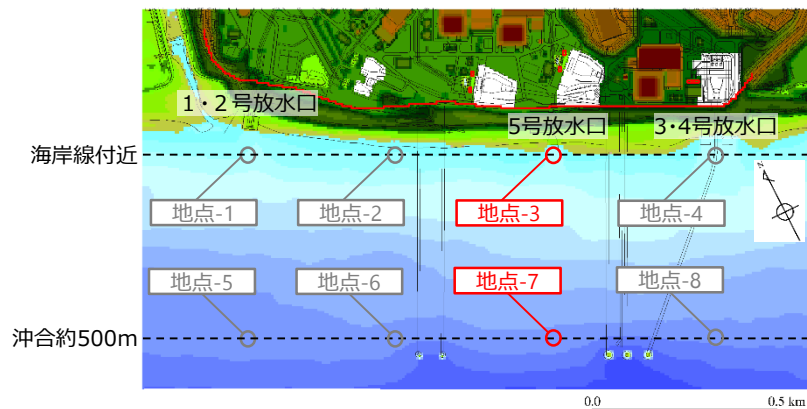 1・2号放水口
5号放水口
3・4号放水口
海岸線付近
地点-1
地点-2
地点-3
地点-4
N
地点-5
地点-6
地点-7
地点-8
沖合約500m
0.0
0.5 km